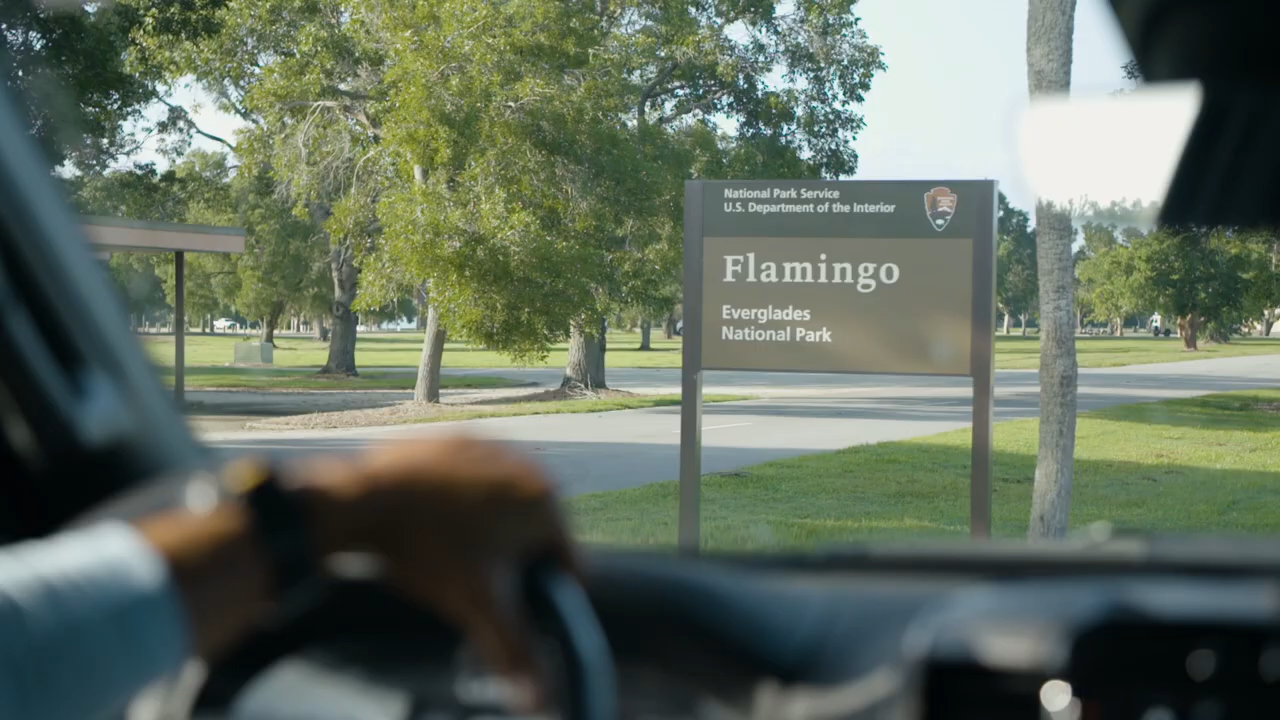 National Park Service
U.S. Department of the Interior
Flamingo
Everglades
National Park